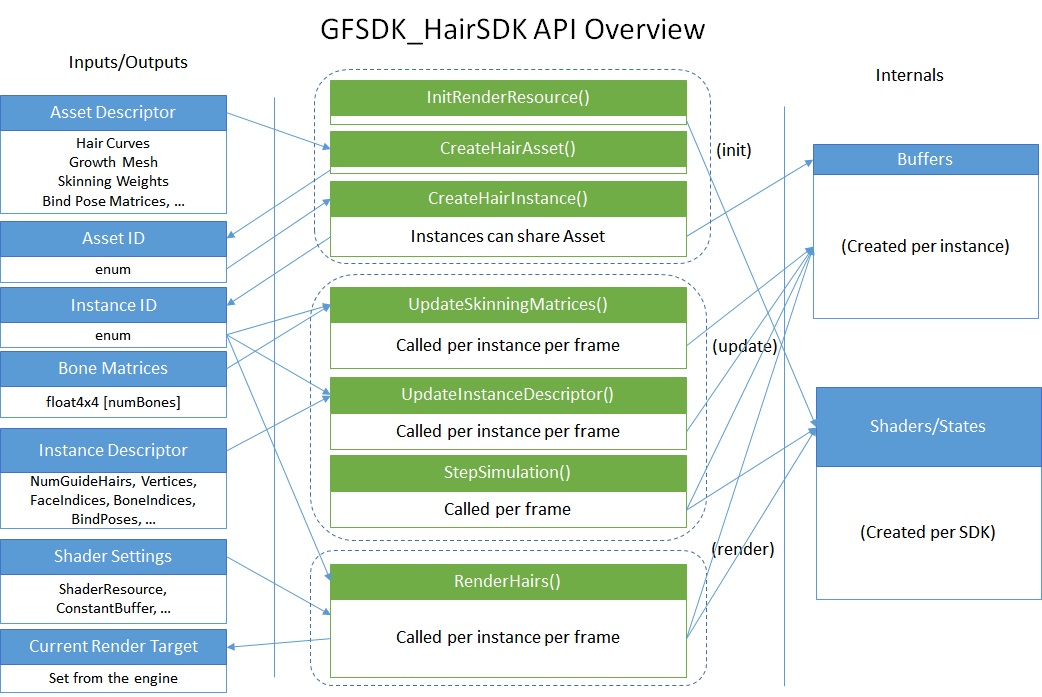 GFSDK_HairSDK API Overview
Inputs/Outputs
Asset Descriptor
Hair Curves
Growth Mesh
Skinning Weights
Bind Pose Matrices, ...
Asset ID
enum
Instance ID
enum
Bone Matrices
float4x4 [numBones]
Instance Descriptor
NumGuideHairs, Vertices,
FaceIndices, BoneIndices,
BindPoses, ...
Shader Settings
ShaderResource,
ConstantBuffer, ...
Current Render Target
Set from the engine
InitRenderResource()
CreateHairAsset()
CreateHairInstance()
Instances can share Asset
(init)
UpdateSkinningMatrices()
Called per instance per frame
(update)
UpdateInstanceDescriptor()
Called per instance per frame
StepSimulation()
Called per frame
(render)
RenderHairs()
Called per instance per frame
Internals
Buffers
(Created per instance)
Shaders/States
(Created per SDK)